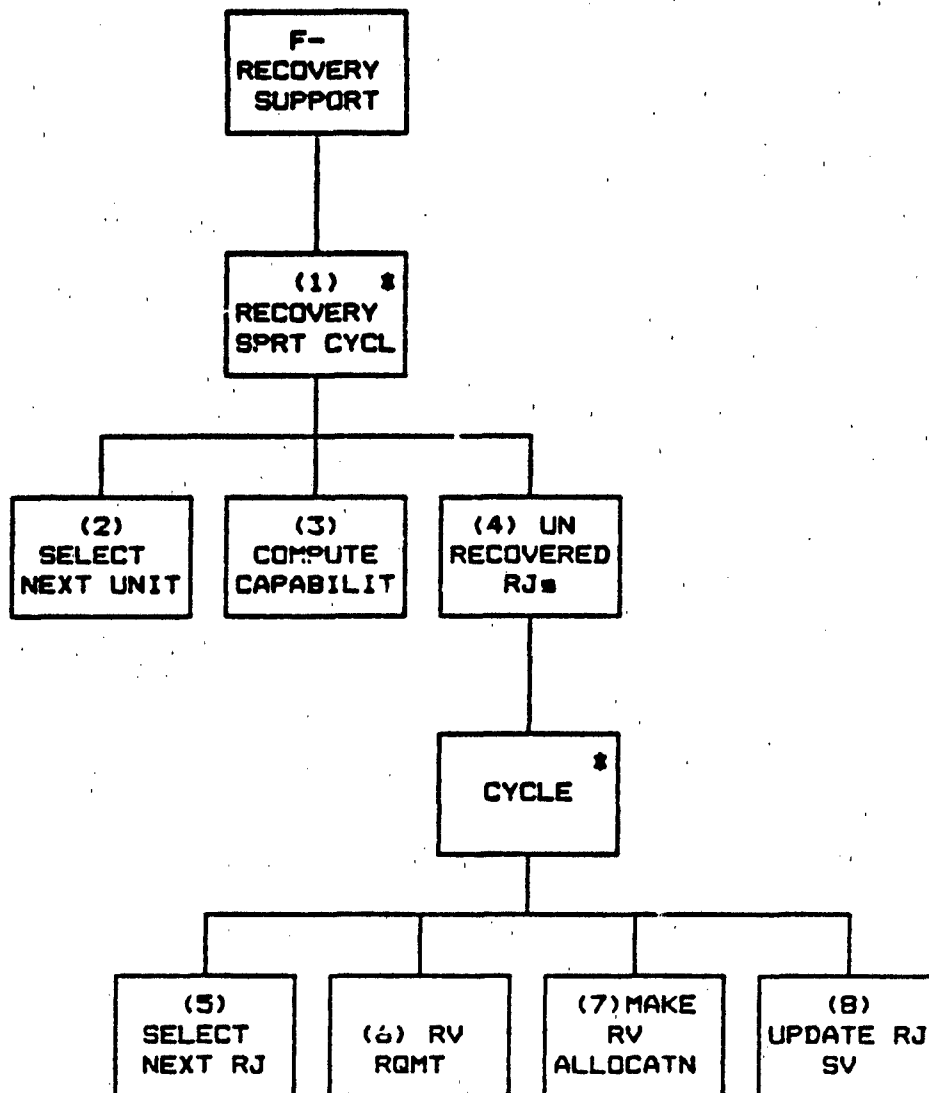 F-
RECOVERY
SUPPORT
(1) *
RECOVERY
SPRT CYCL
(2)
SELECT
NEXT UNIT
(3)
COMPUTE
CAPABILIT
(4) UN
RECOVERED
RJs
*
CYCLE
(5)
SELECT
NEXT RJ
(6) RV
RQMT
(7)MAKE
RV
ALLOCATN
(8)
UPDATE RJ
SV